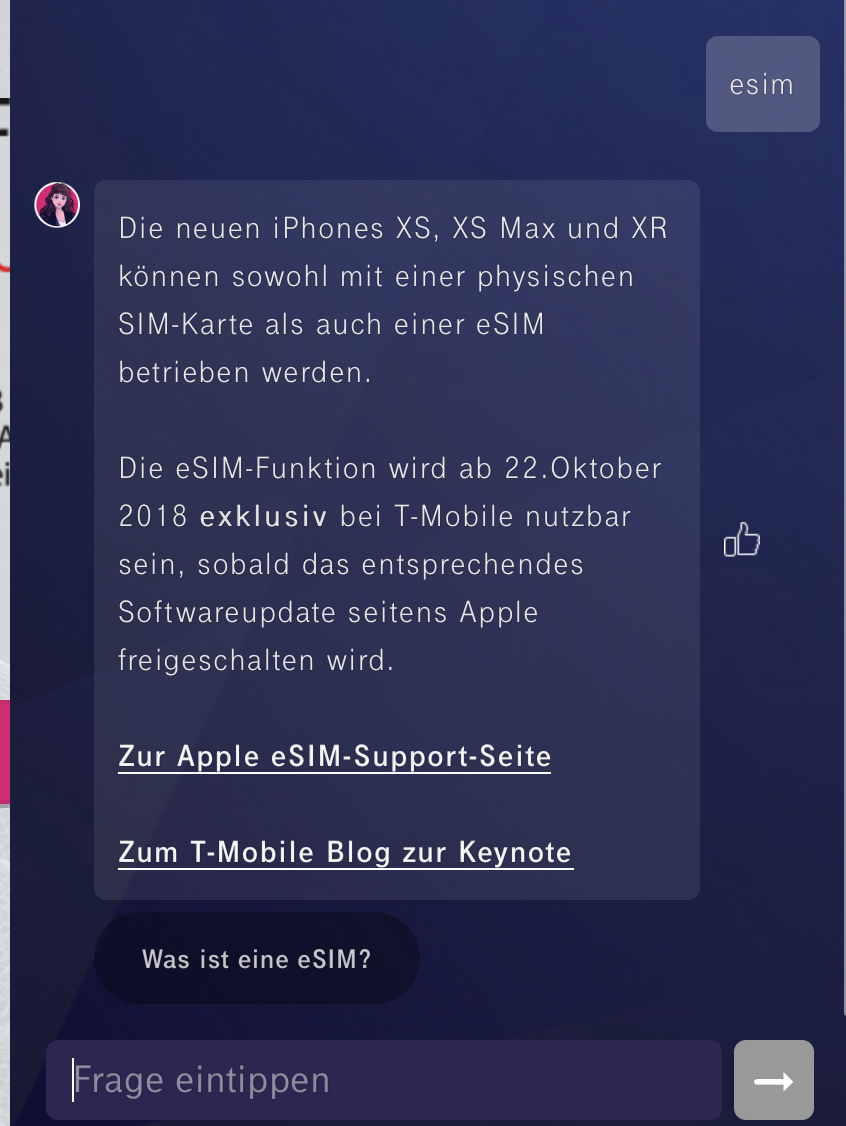 esim
Die neuen iPhones XS, XS Max und XR
können sowohl mit einer physischen
SIM-Karte als auch einer eSIM
betrieben werden.
Die eSIM-Funktion wird ab 22.Oktober
2018 exklusiv bei T-Mobile nutzbar
sein, sobald das entsprechendes
Softwareupdate seitens Apple
freigeschalten wird.
Zur Apple eSIM-Support-Seite
Zum T-Mobile Blog zur Keynote
Was ist eine eSIM?
Frage eintippen